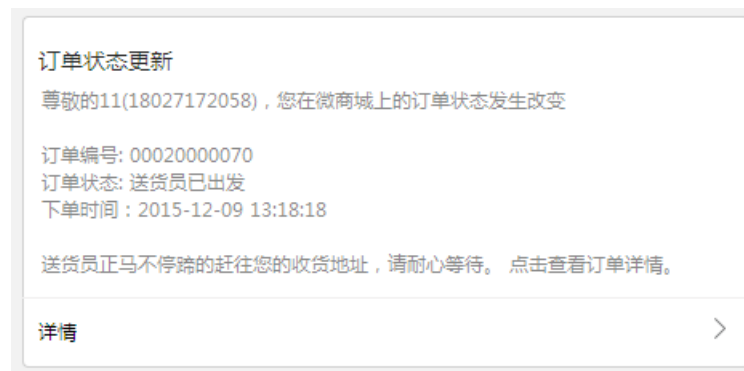 订单状态更新
尊敬的11(18027172058)，您在微商城上的订单状态发生改变
订单编号: 00020000070
订单状态: 送货员已出发
下单时间：2015-12-09 13:18:18
送货员正马不停蹄的赶往您的收货地址，请耐心等待。 点击查看订单详情。
详情